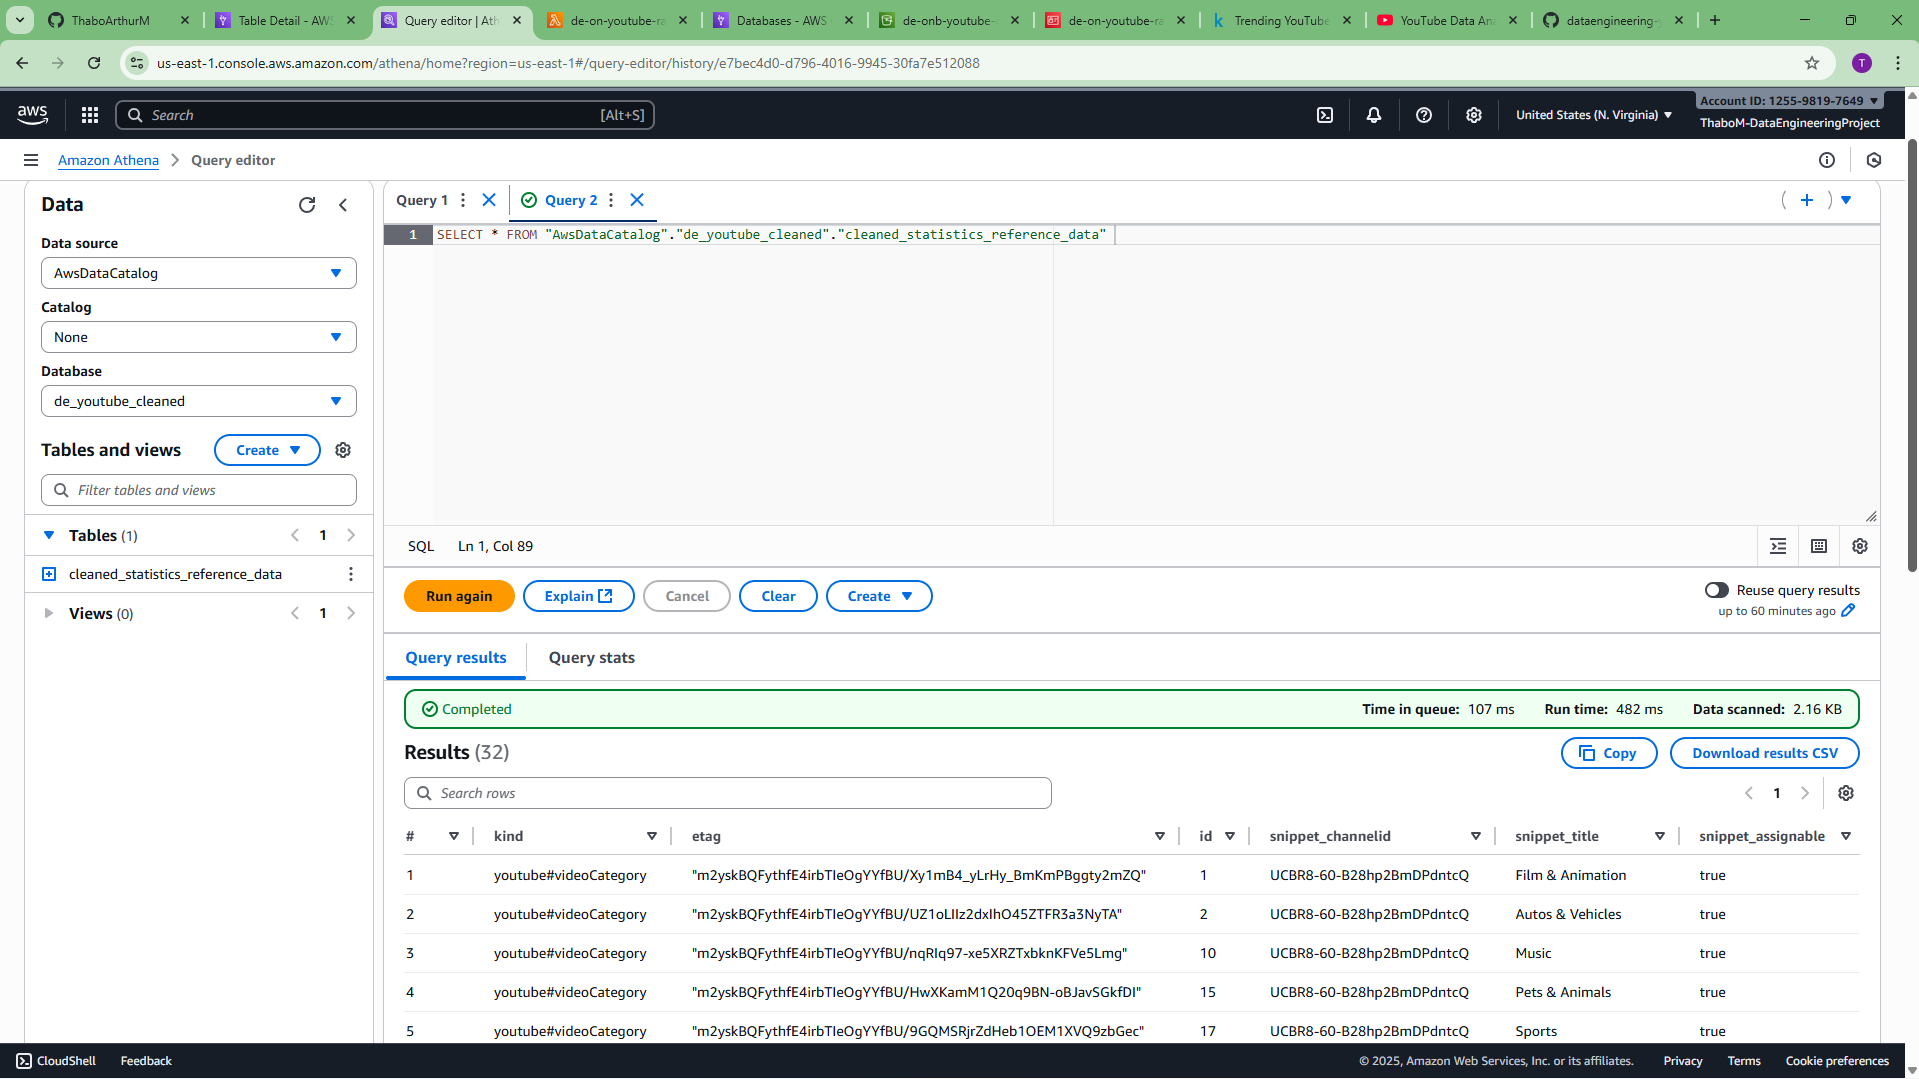 ThaboArthurM
Table Detail - AWS
Query editor | Ath
de-on-youtube-ra
Databases - AWS
de-onb-youtube-
de-on-youtube-ra
Trending YouTube
YouTube Data An
dataengineering-
us-east-1.console.aws.amazon.com/athena/home?region=us-east-1#/query-editor/history/e7bec4d0-d796-4016-9945-30fa7e512088
T
aws
Search
[Alt+S]
United States (N. Virginia)
Account ID: 1255-9819-7649
ThaboM-DataEngineeringProject
Amazon Athena
Query editor
Data
Data source
AwsDataCatalog
Catalog
None
Database
de_youtube_cleaned
Tables and views
Create
Filter tables and views
Tables (1)
1
cleaned_statistics_reference_data
Views (0)
1
Query 1
Query 2
1 SELECT * FROM "AwsDataCatalog"."de_youtube_cleaned"."cleaned_statistics_reference_data"
SQL Ln 1, Col 89
Run again
Explain
Cancel
Clear
Create
Reuse query results
up to 60 minutes ago
Query results
Query stats
Completed
Time in queue: 107 ms
Run time: 482 ms
Data scanned: 2.16 KB
Results (32)
Copy
Download results CSV
Search rows
1
# kind etag id snippet_channelid snippet_title snippet_assignable
1 youtube#videoCategory "m2yskBQFythfE4irbTIeOgYYfBU/Xy1mB4_yLrHy_BmKmPBggty2mZQ" 1 UCBR8-60-B28hp2BmDPdntcQ Film & Animation true
2 youtube#videoCategory "m2yskBQFythfE4irbTIeOgYYfBU/UZ1oLIIz2dxIhO45ZTFR3a3NyTA" 2 UCBR8-60-B28hp2BmDPdntcQ Autos & Vehicles true
3 youtube#videoCategory "m2yskBQFythfE4irbTIeOgYYfBU/nqRIq97-xe5XRZTxbknKFVe5Lmg" 10 UCBR8-60-B28hp2BmDPdntcQ Music true
4 youtube#videoCategory "m2yskBQFythfE4irbTIeOgYYfBU/HwXKamM1Q20q9BN-oBJavSGkfDI" 15 UCBR8-60-B28hp2BmDPdntcQ Pets & Animals true
5 youtube#videoCategory "m2yskBQFythfE4irbTIeOgYYfBU/9GQMSRjrZdHeb1OEM1XVQ9zbGec" 17 UCBR8-60-B28hp2BmDPdntcQ Sports true
CloudShell
Feedback
© 2025, Amazon Web Services, Inc. or its affiliates.
Privacy
Terms
Cookie preferences